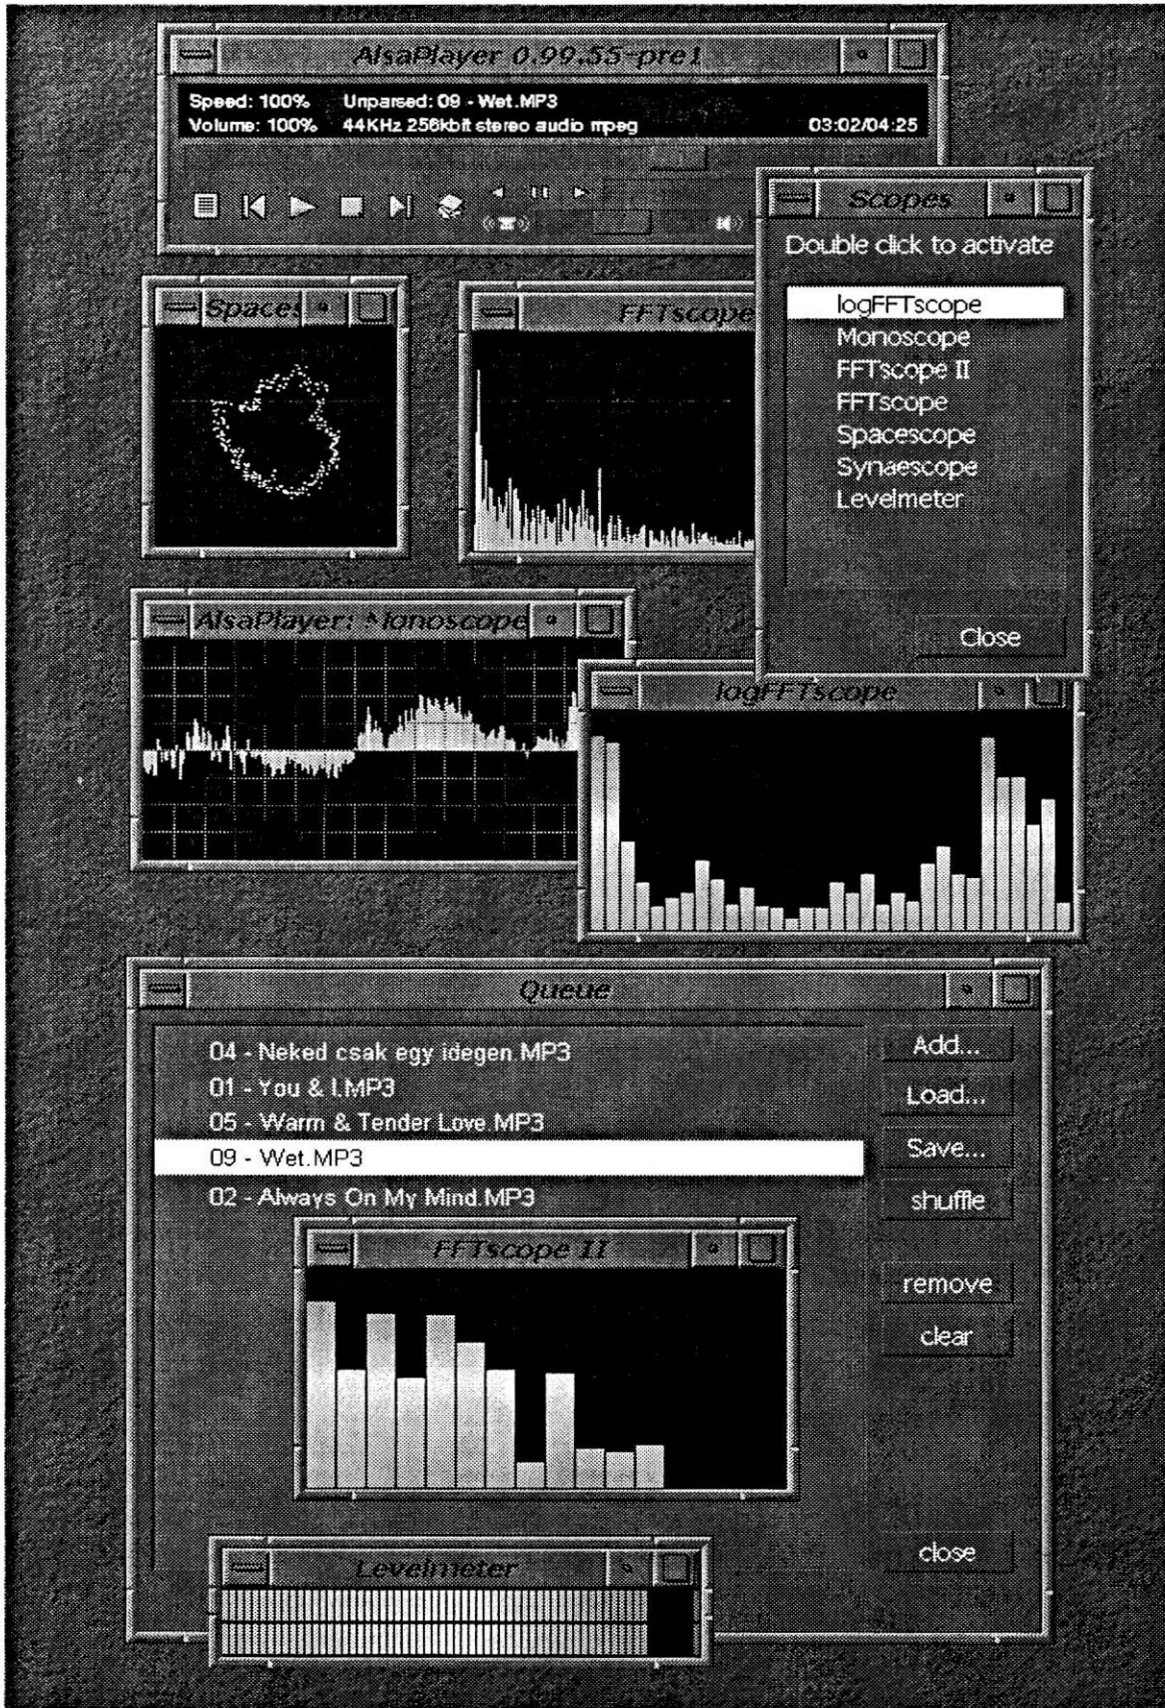 AlsaPlayer 0.99.55-pre1
Speed: 100% Unparsed: 09 - Wet.MP3
Volume: 100% 44KHz 256kbit stereo audio mpeg 03:02/04:25
Scopes
Double click to activate
logFFTscope
Monoscope
FFTscope II
FFTscope
Spacescope
Synaescope
Levelmeter
Close
Spaces
FFTscope
AlsaPlayer: Monoscope
logFFTscope
Queue
04 - Neked csak egy idegen.MP3
01 - You & I.MP3
05 - Warm & Tender Love.MP3
09 - Wet.MP3
02 - Always On My Mind.MP3
Add...
Load...
Save...
shuffle
remove
clear
close
FFTscope II
Levelmeter